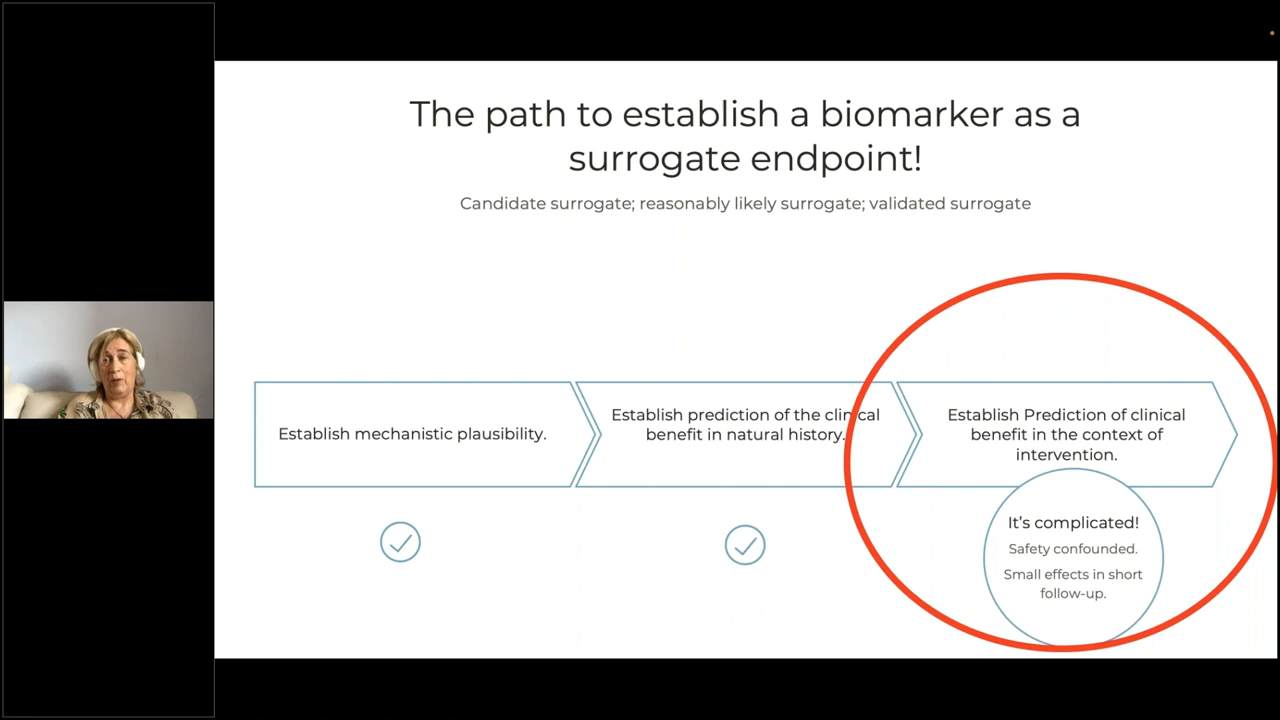 The path to establish a biomarker as a
surrogate endpoint!
Candidate surrogate; reasonably likely surrogate; validated surrogate
Establish mechanistic plausibility.
Establish prediction of the clinical
benefit in natural history.
Establish Prediction of clinical
benefit in the context of
intervention.
It's complicated!
Safety confounded.
Small effects in short
follow-up.